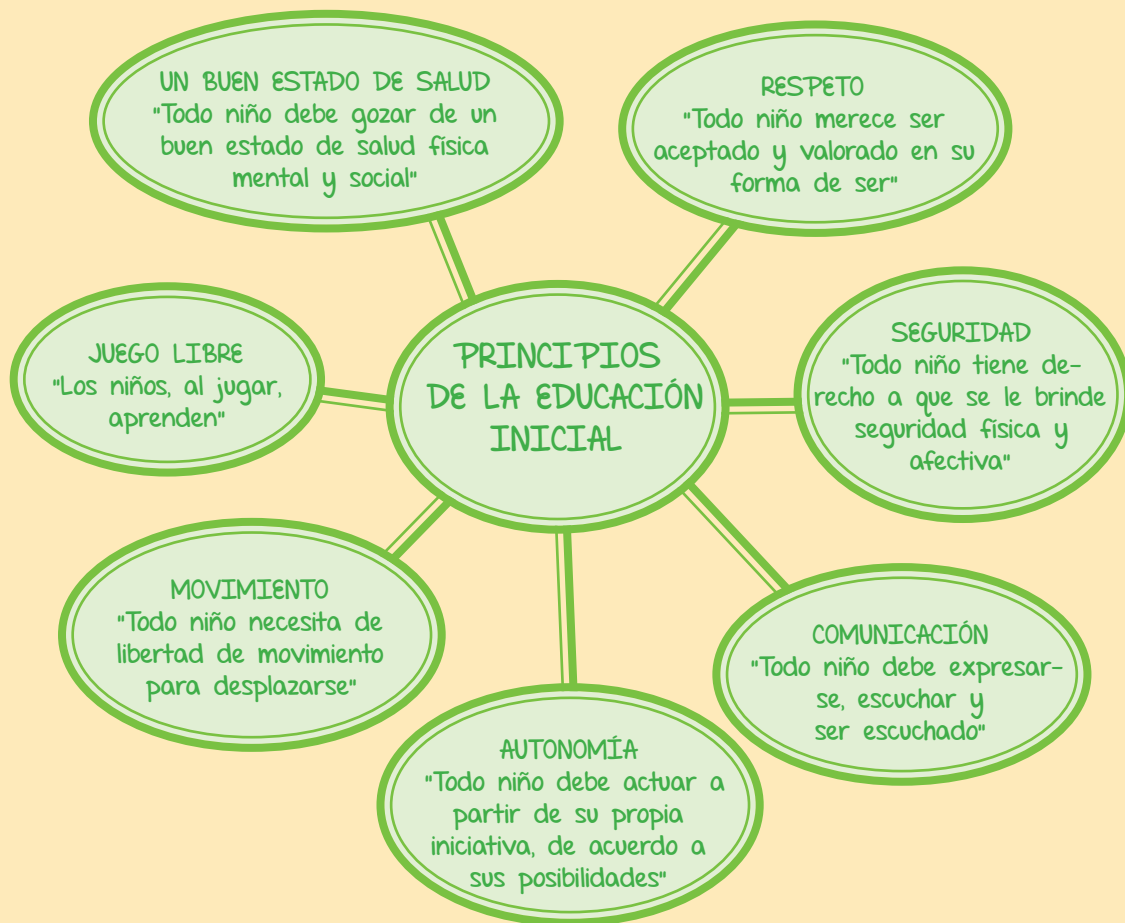 UN BUEN ESTADO DE SALUD
"Todo niño debe gozar de un
buen estado de salud física
mental y social"
RESPETO
"Todo niño merece ser
aceptado y valorado en su
forma de ser"
JUEGO LIBRE
"Los niños, al jugar,
aprenden"
PRINCIPIOS
DE LA EDUCACIÓN
INICIAL
SEGURIDAD
"Todo niño tiene de-
recho a que se le brinde
seguridad física y
afectiva"
MOVIMIENTO
"Todo niño necesita de
libertad de movimiento
para desplazarse"
COMUNICACIÓN
"Todo niño debe expresar-
se, escuchar y
ser escuchado"
AUTONOMÍA
"Todo niño debe actuar a
partir de su propia
iniciativa, de acuerdo a
sus posibilidades"